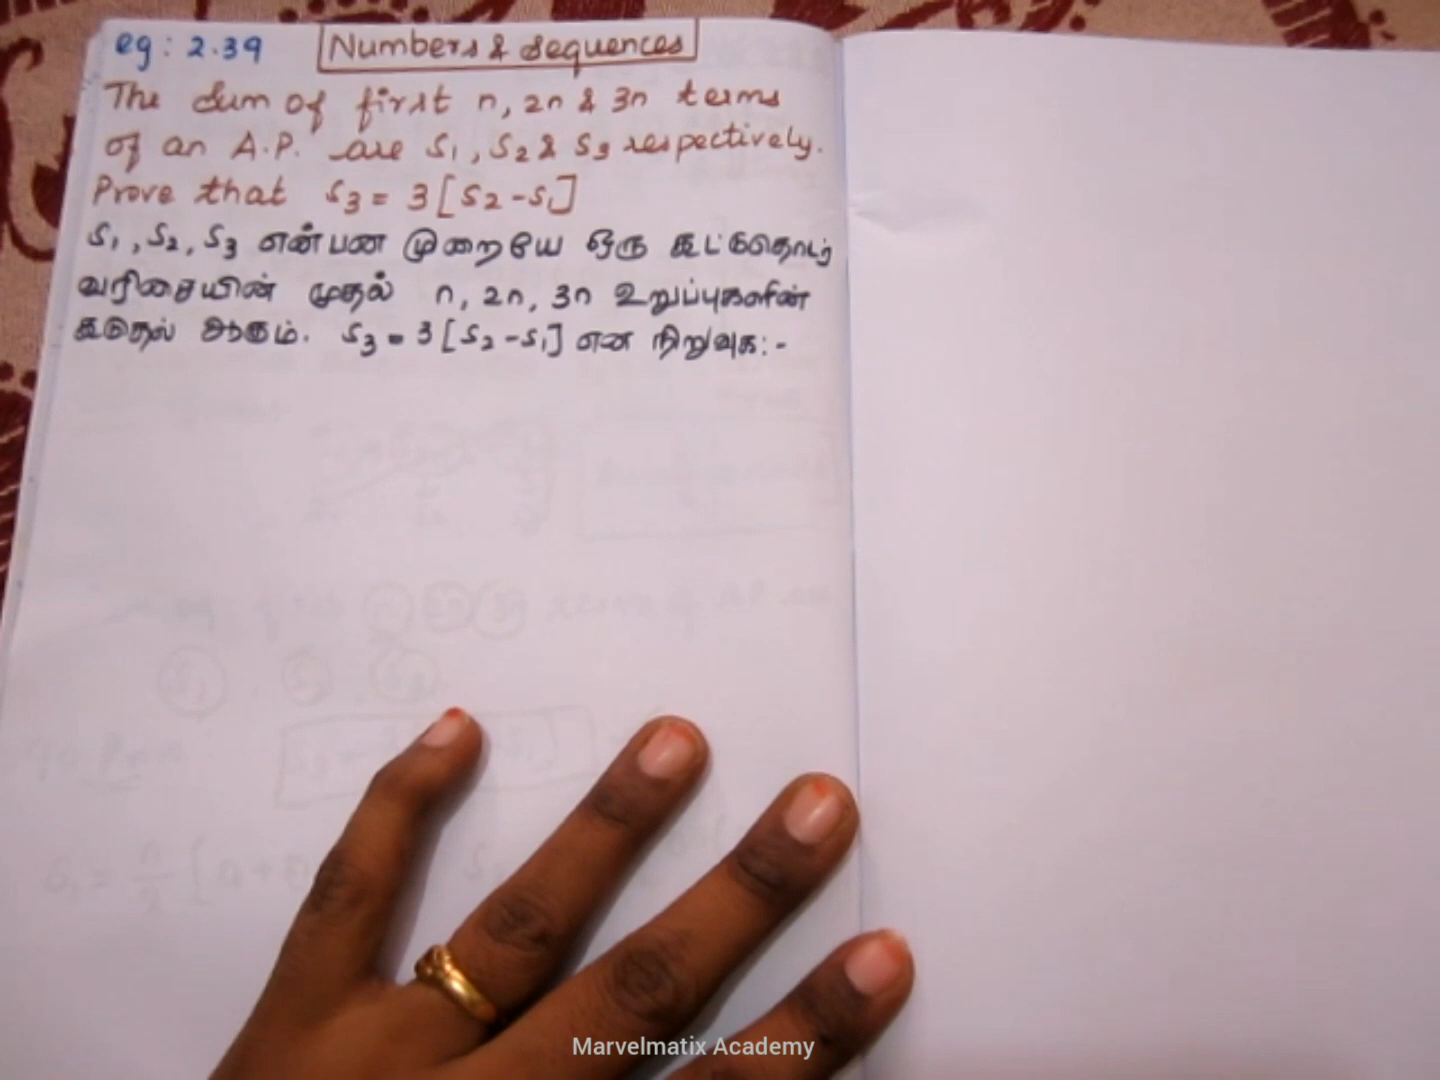 eg: 2.39 Numbers & Sequences
The Sum of first n, 2n & 3n terms
of an A.P. are S₁, S₂ & S₃ respectively.
Prove that S₃ = 3[S₂-S₁]
S₁, S₂, S₃ என்பன முறையே ஒரு கூட்டுத்தொடர்
வரிசையின் முதல் n, 2n, 3n உறுப்புகளின்
கூடுதல் ஆகும். S₃ = 3[S₂-S₁] என நிறுவுக:-
Marvelmatix Academy